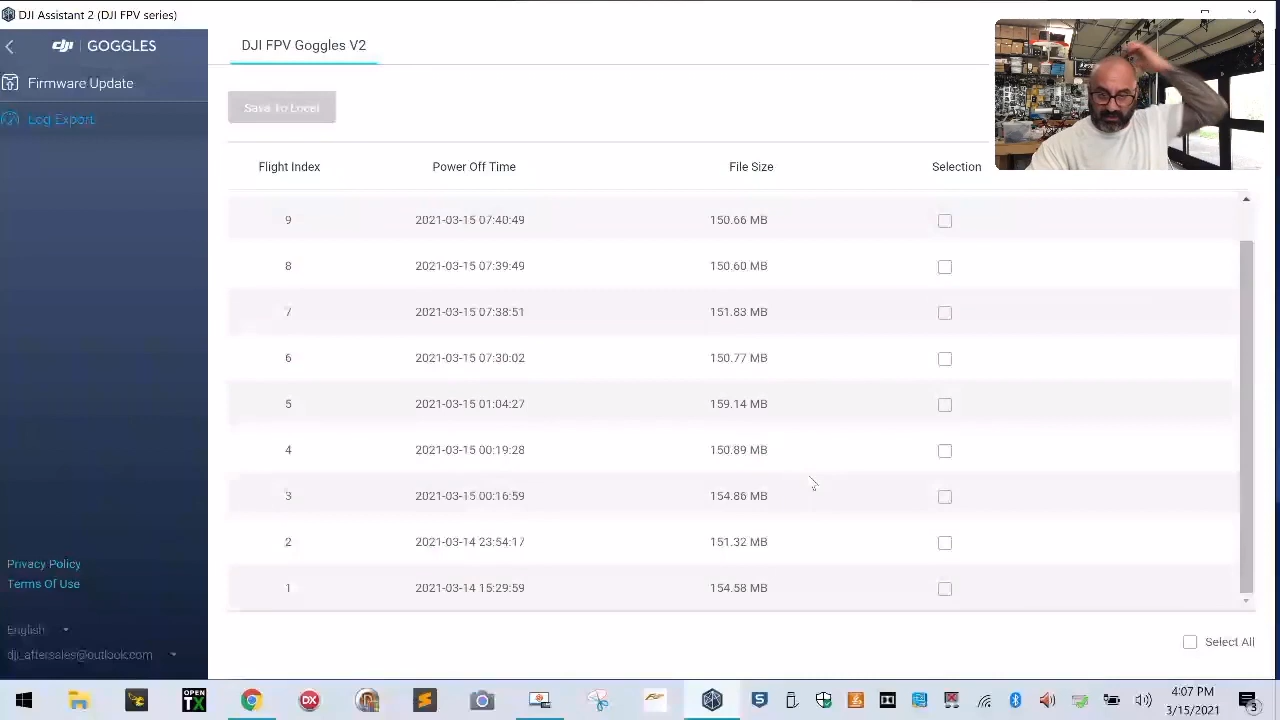 DJI Assistant 2 (DJI FPV series)
dji GOGGLES
Firmware Update
Log Export
DJI FPV Goggles V2
Save to Local
Flight Index Power Off Time File Size Selection
9 2021-03-15 07:40:49 150.66 MB
8 2021-03-15 07:39:49 150.60 MB
7 2021-03-15 07:38:51 151.83 MB
6 2021-03-15 07:30:02 150.77 MB
5 2021-03-15 01:04:27 159.14 MB
4 2021-03-15 00:19:28 150.89 MB
3 2021-03-15 00:16:59 154.86 MB
2 2021-03-14 23:54:17 151.32 MB
1 2021-03-14 15:29:59 154.58 MB
Select All
Privacy Policy
Terms Of Use
English
dji_aftersales@outlook.com
OPEN
TX
DX
S
4:07 PM
3/15/2021
3